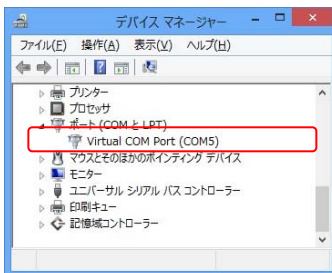 デバイス マネージャー
ファイル(F) 操作(A) 表示(V) ヘルプ(H)
プリンター
プロセッサ
ポート (COM と LPT)
Virtual COM Port (COM5)
マウスとそのほかのポインティング デバイス
モニター
ユニバーサル シリアル バス コントローラー
印刷キュー
記憶域コントローラー